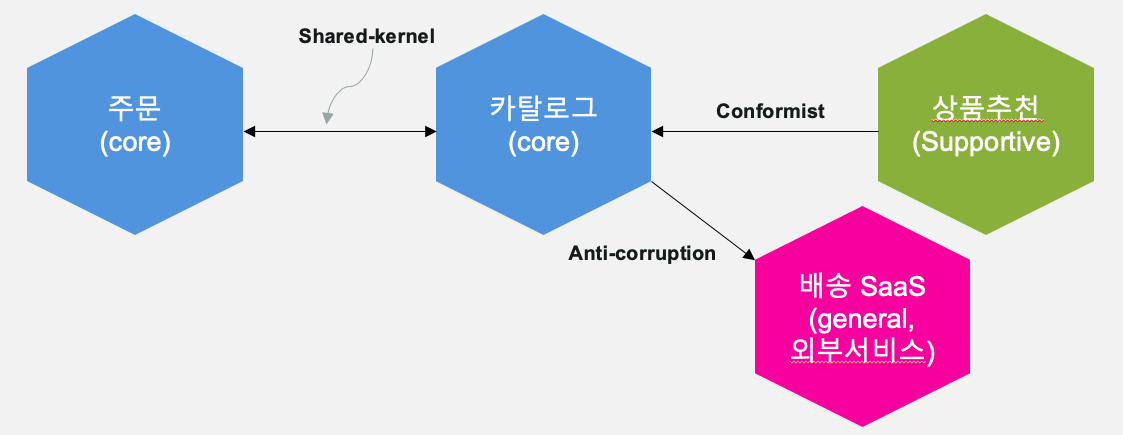 Shared-kernel
주문
(core)
카탈로그
(core)
Conformist
상품추천
(Supportive)
Anti-corruption
배송 SaaS
(general,
외부서비스)